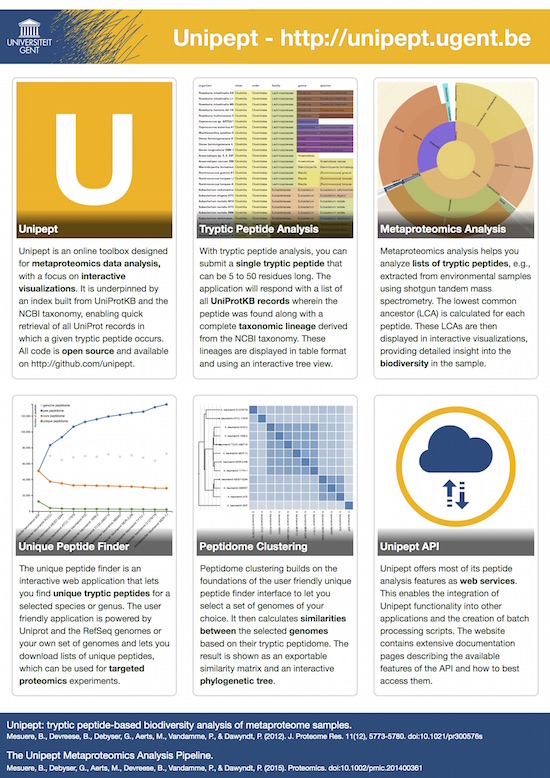 UNIVERSITEIT
GENT
Unipept - http://unipept.ugent.be
U
Unipept
Unipept is an online toolbox designed
for metaproteomics data analysis,
with a focus on interactive
visualizations. It is underpinned by
an index built from UniProtKB and the
NCBI taxonomy, enabling quick
retrieval of all UniProt records in
which a given tryptic peptide occurs.
All code is open source and available
on http://github.com/unipept.
Tryptic Peptide Analysis
With tryptic peptide analysis, you can
submit a single tryptic peptide that
can be 5 to 50 residues long. The
application will respond with a list of
all UniProtKB records wherein the
peptide was found along with a
complete taxonomic lineage derived
from the NCBI taxonomy. These
lineages are displayed in table format
and using an interactive tree view.
Metaproteomics Analysis
Metaproteomics analysis helps you
analyze lists of tryptic peptides, e.g.,
extracted from environmental samples
using shotgun tandem mass
spectrometry. The lowest common
ancestor (LCA) is calculated for each
peptide. These LCAs are then
displayed in interactive visualizations,
providing detailed insight into the
biodiversity in the sample.
Unique Peptide Finder
The unique peptide finder is an
interactive web application that lets
you find unique tryptic peptides for a
selected species or genus. The user
friendly application is powered by
Uniprot and the RefSeq genomes or
your own set of genomes and lets you
download lists of unique peptides,
which can be used for targeted
proteomics experiments.
Peptidome Clustering
Peptidome clustering builds on the
foundations of the user friendly unique
peptide finder interface to let you
select a set of genomes of your
choice. It then calculates similarities
between the selected genomes
based on their tryptic peptidome. The
result is shown as an exportable
similarity matrix and an interactive
phylogenetic tree.
Unipept API
Unipept offers most of its peptide
analysis features as web services.
This enables the integration of
Unipept functionality into other
applications and the creation of batch
processing scripts. The website
contains extensive documentation
pages describing the available
features of the API and how to best
access them.
Unipept: tryptic peptide-based biodiversity analysis of metaproteome samples.
Mesuere, B., Devreese, B., Debyser, G., Aerts, M., Vandamme, P., & Dawyndt, P. (2012). J. Proteome Res. 11(12), 5773-5780. doi:10.1021/pr300576s
The Unipept Metaproteomics Analysis Pipeline.
Mesuere, B., Debyser, G., Aerts, M., Devreese, B., Vandamme, P., & Dawyndt, P. (2015). Proteomics. doi:10.1002/pmic.201400361